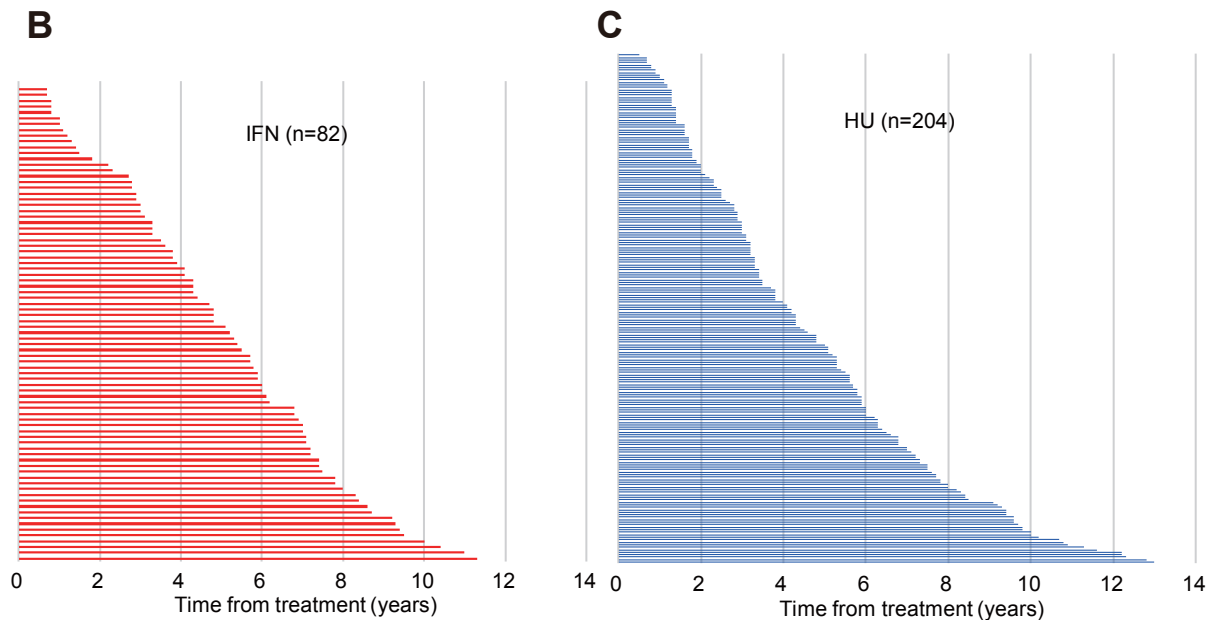 B
IFN (n=82)
0 2 4 6 8 10 12 14
Time from treatment (years)
C
HU (n=204)
0 2 4 6 8 10 12 14
Time from treatment (years)